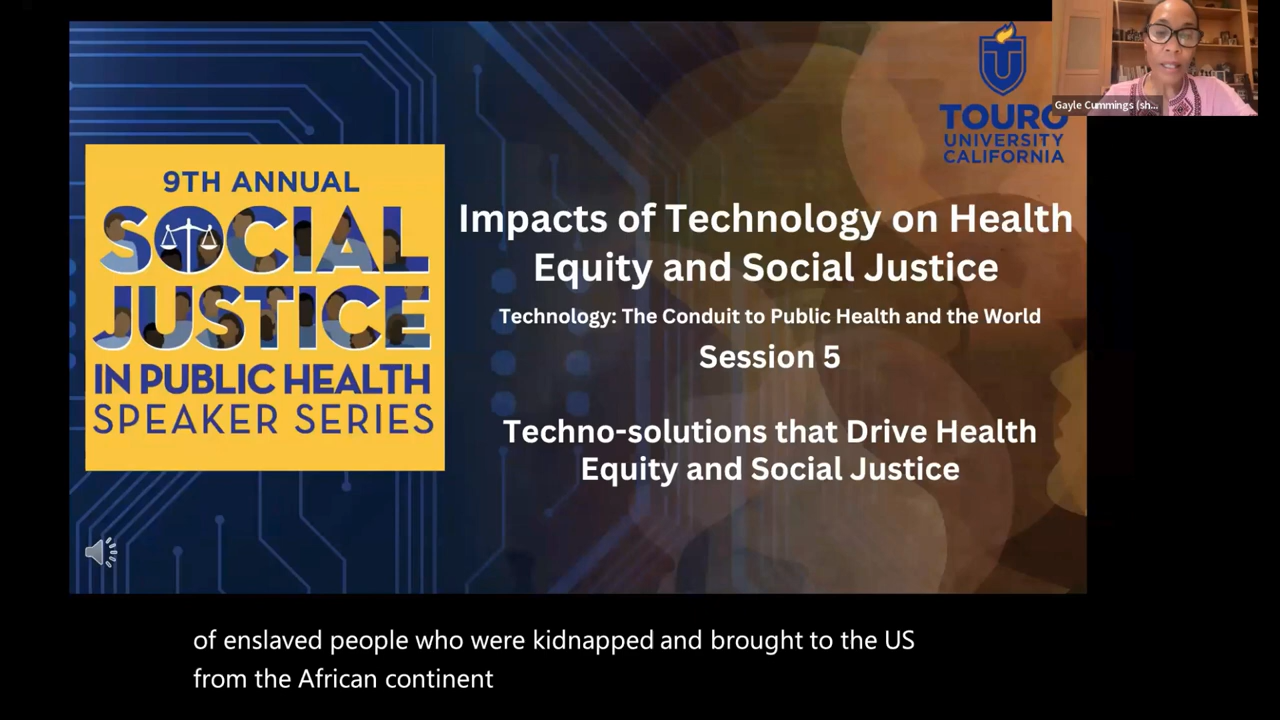 9TH ANNUAL
SOCIAL
JUSTICE
IN PUBLIC HEALTH
SPEAKER SERIES
TOURO
UNIVERSITY
CALIFORNIA
Gayle Cummings (sh...
Impacts of Technology on Health
Equity and Social Justice
Technology: The Conduit to Public Health and the World
Session 5
Techno-solutions that Drive Health
Equity and Social Justice
of enslaved people who were kidnapped and brought to the US
from the African continent